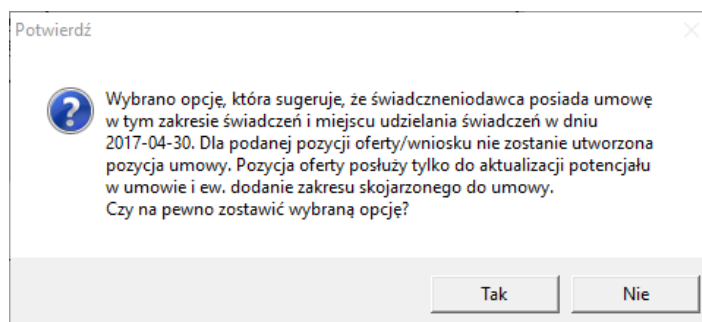 Potwierdź
Wybrano opcję, która sugeruje, że świadczneniodawca posiada umowę
w tym zakresie świadczeń i miejscu udzielania świadczeń w dniu
2017-04-30. Dla podanej pozycji oferty/wniosku nie zostanie utworzona
pozycja umowy. Pozycja oferty posłuży tylko do aktualizacji potencjału
w umowie i ew. dodanie zakresu skojarzonego do umowy.
Czy na pewno zostawić wybraną opcję?
Tak
Nie